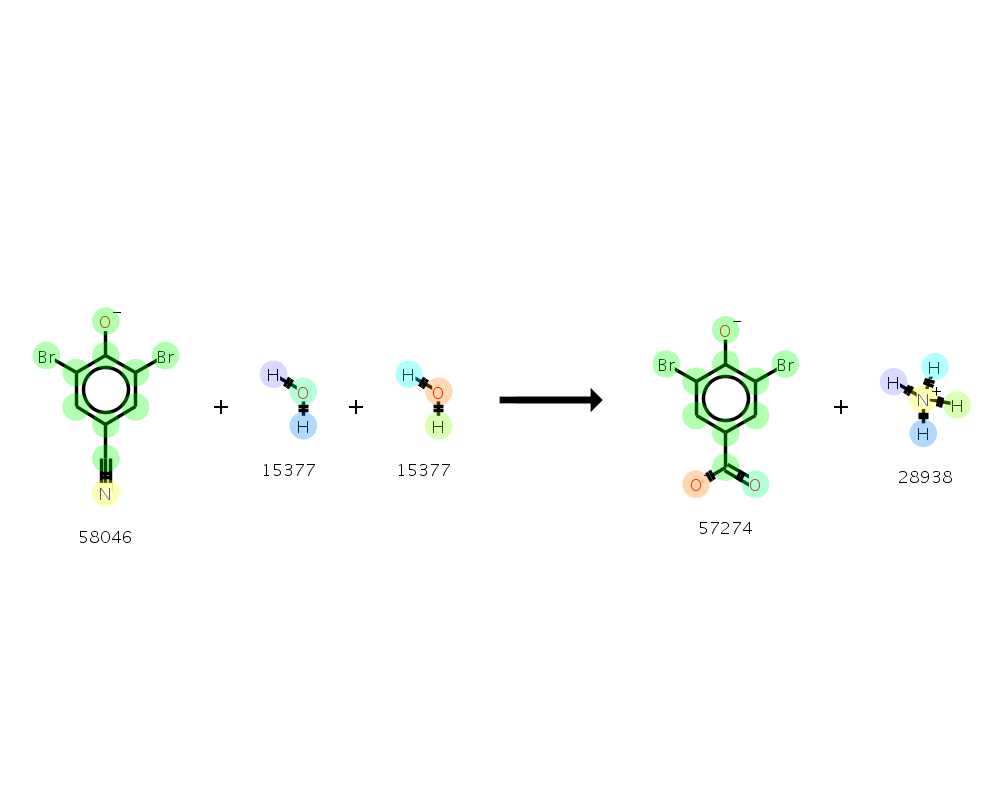 O−
Br Br
N
58046
+
H O
H
15377
+
H O
H
15377
O−
Br Br
O O
57274
+
H
H N+ H
H
28938